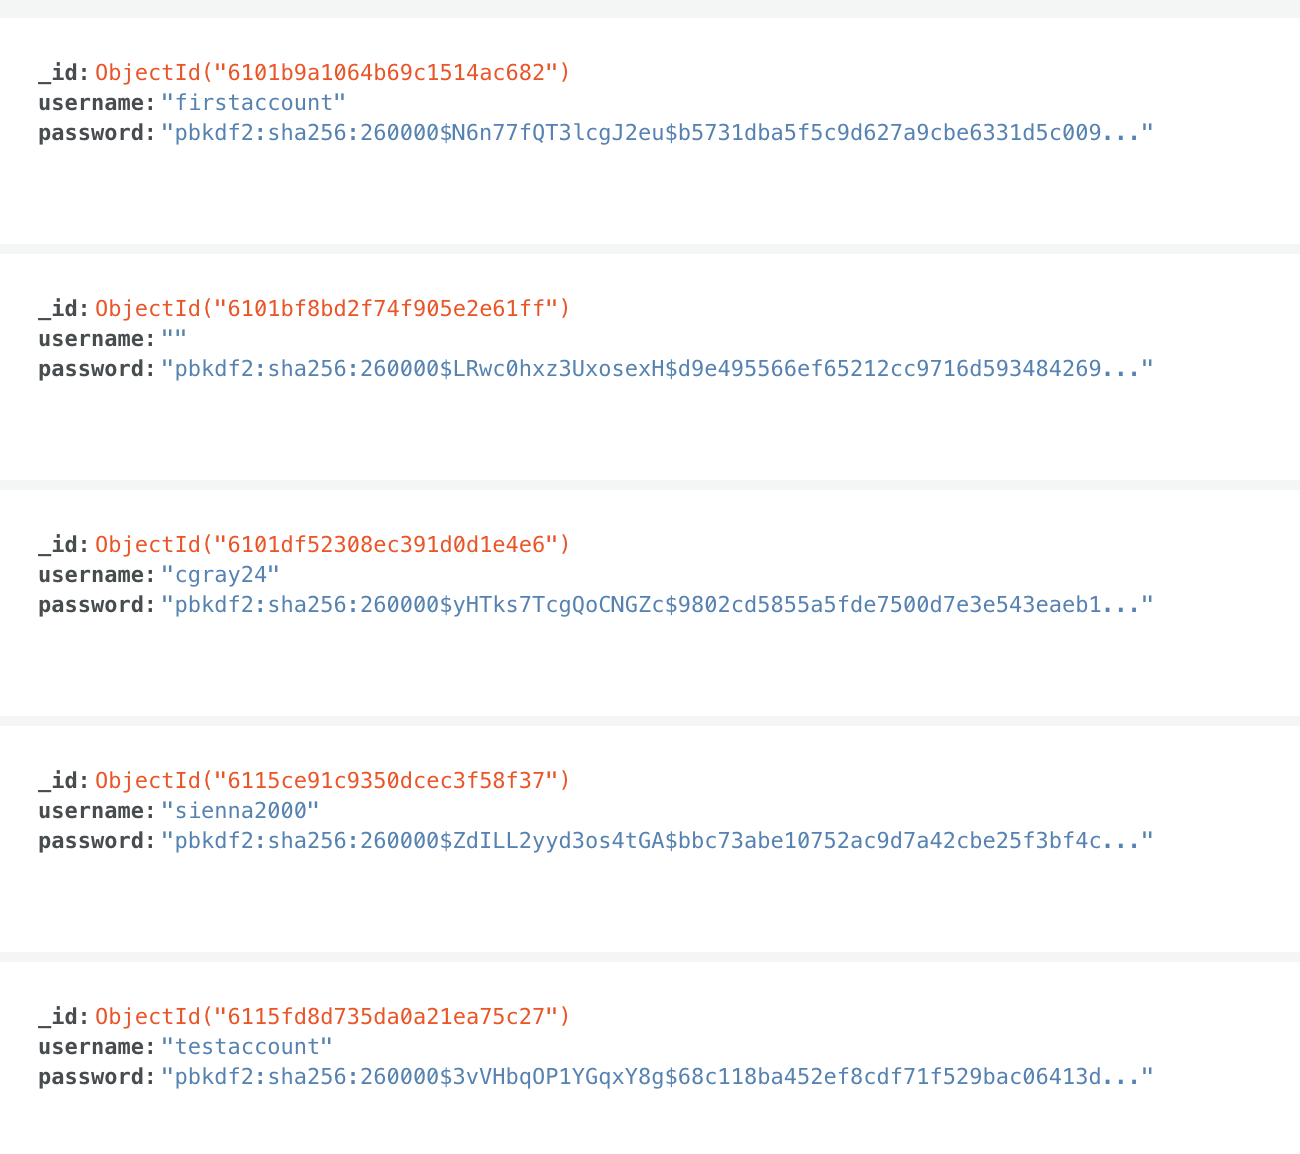 _id: ObjectId("6101b9a1064b69c1514ac682")
username: "firstaccount"
password: "pbkdf2:sha256:260000$N6n77fQT3lcgJ2eu$b5731dba5f5c9d627a9cbe6331d5c009..."
_id: ObjectId("6101bf8bd2f74f905e2e61ff")
username: ""
password: "pbkdf2:sha256:260000$LRwc0hxz3UxosexH$d9e495566ef65212cc9716d593484269..."
_id: ObjectId("6101df52308ec391d0d1e4e6")
username: "cgray24"
password: "pbkdf2:sha256:260000$yHTks7TcgQoCNGZc$9802cd5855a5fde7500d7e3e543eaeb1..."
_id: ObjectId("6115ce91c9350dcec3f58f37")
username: "sienna2000"
password: "pbkdf2:sha256:260000$ZdILL2yyd3os4tGA$bbc73abe10752ac9d7a42cbe25f3bf4c..."
_id: ObjectId("6115fd8d735da0a21ea75c27")
username: "testaccount"
password: "pbkdf2:sha256:260000$3vVHbqOP1YGqxY8g$68c118ba452ef8cdf71f529bac06413d..."